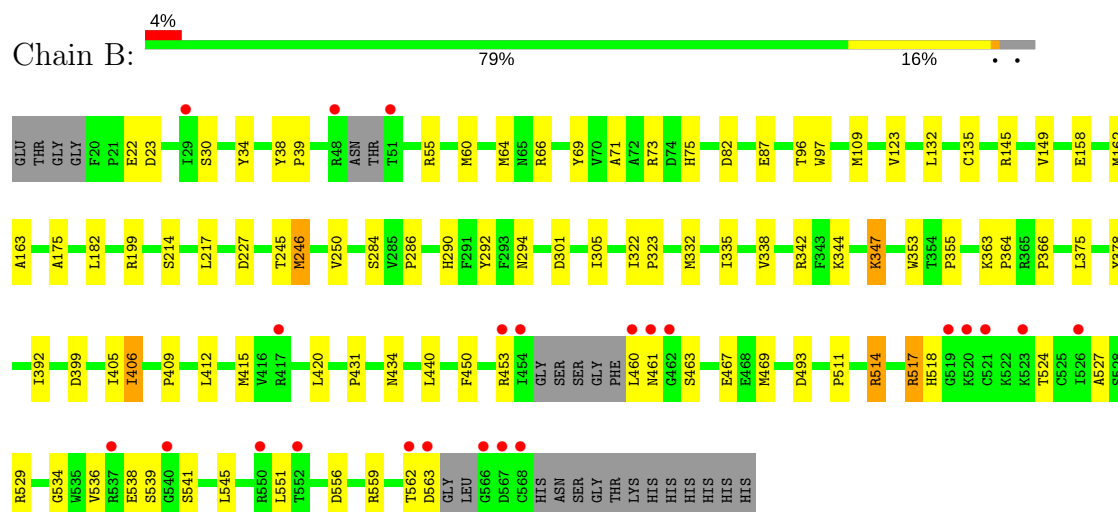 4%
Chain B:
79% 16% • •
GLU THR GLY GLY F20 P21 E22 D23 I29 S30 Y34 Y38 P39 R48 ASN THR T51 R55 M60 M64 N65 R66 Y69 V70 A71 A72 R73 D74 H75 D82 E87 T96 W97 M109 V123 L132 C135 R145 V149 E158 M162
A163 A175 L182 R199 S214 L217 D227 T245 M246 V250 S284 V285 P286 H290 F291 Y292 F293 N294 D301 I305 I322 P323 M332 I335 V338 R342 F343 K344 K347 W353 T354 P355 K363 P364 R365 P366 L375 Y378
I392 D399 I405 I406 P409 L412 M415 V416 R417 L420 P431 N434 L440 F450 R453 I454 GLY SER SER GLY PHE L460 N461 G462 S463 E467 E468 M469 D493 P511 R514 R517 H518 G519 K520 C521 K522 K523 T524 C525 I526 A527 S528
R529 G534 W535 V536 R537 E538 S539 G540 S541 L545 R550 L551 T552 D556 R559 T562 D563 GLY LEU G566 D567 C568 HIS ASN SER GLY THR LYS HIS HIS HIS HIS HIS HIS